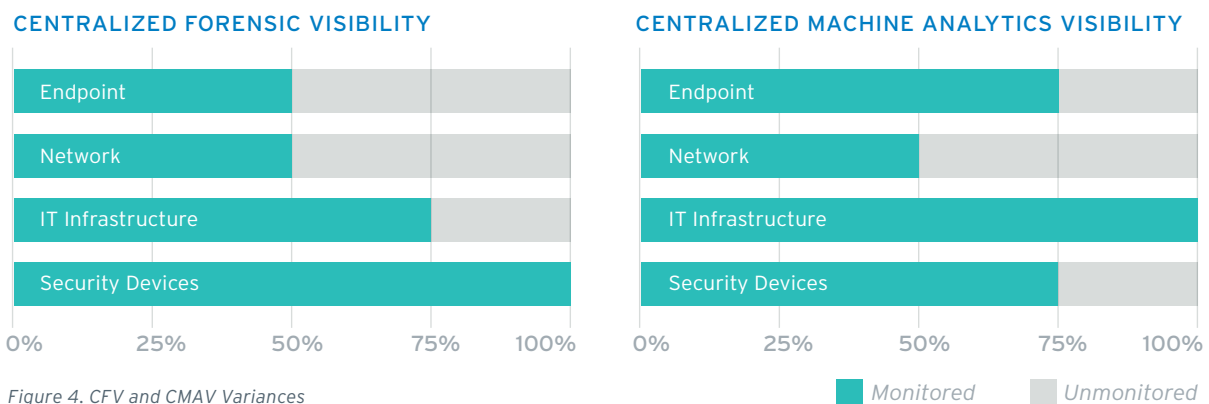 CENTRALIZED FORENSIC VISIBILITY
Endpoint
Network
IT Infrastructure
Security Devices
0% 25% 50% 75% 100%
CENTRALIZED MACHINE ANALYTICS VISIBILITY
Endpoint
Network
IT Infrastructure
Security Devices
0% 25% 50% 75% 100%
Figure 4. CFV and CMAV Variances
Monitored
Unmonitored